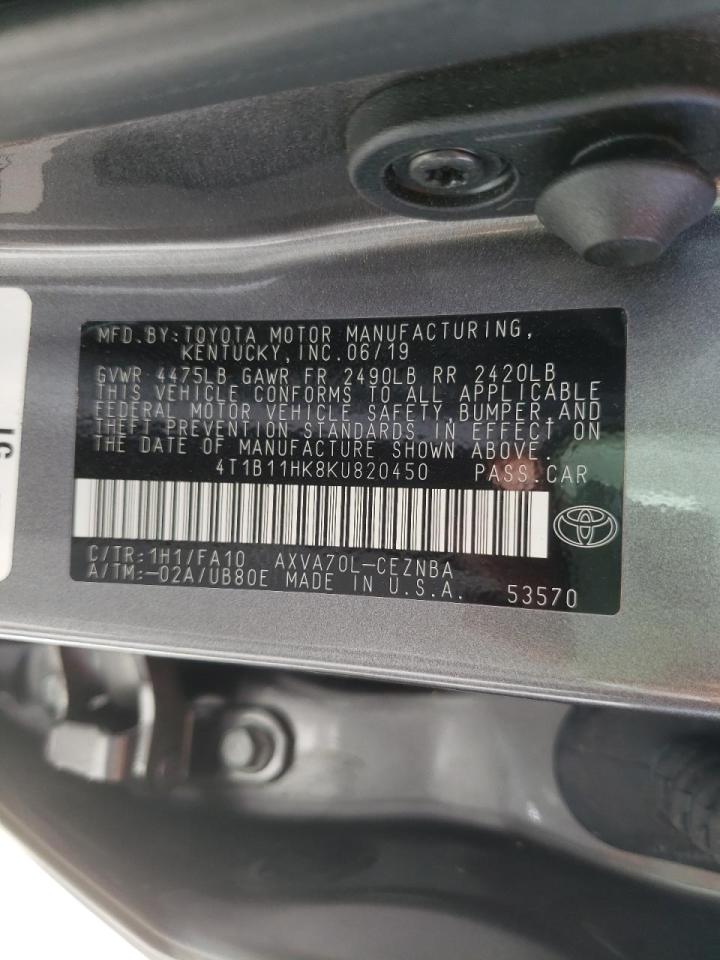 MFD.BY:TOYOTA MOTOR MANUFACTURING,
KENTUCKY,INC.06/19
GVWR 4475LB GAWR FR 2490LB RR 2420LB
THIS VEHICLE CONFORMS TO ALL APPLICABLE
FEDERAL MOTOR VEHICLE SAFETY,BUMPER,AND
THEFT PREVENTION STANDARDS IN EFFECT ON
THE DATE OF MANUFACTURE SHOWN ABOVE.
4T1B11HK8KU820450 PASS.CAR
C/TR:1H1/FA10 AXVA70L-CEZNBA
A/TM:-02A/UB80E MADE IN U.S.A.
53570